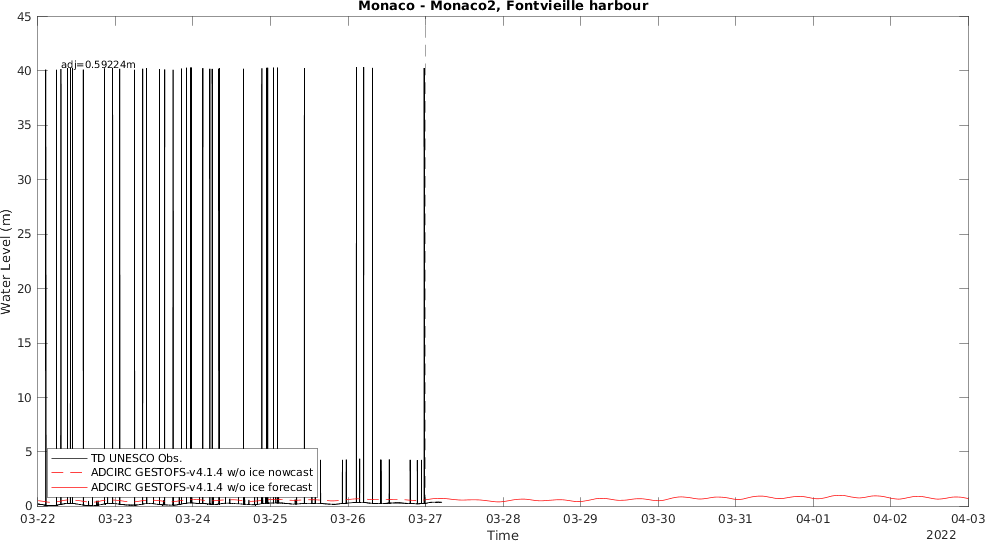 Monaco - Monaco2, Fontvieille harbour
45
40
35
30
25
20
15
10
5
0
Water Level (m)
adj=0.59224m
TD UNESCO Obs.
ADCIRC GESTOFS-v4.1.4 w/o ice nowcast
ADCIRC GESTOFS-v4.1.4 w/o ice forecast
03-22 03-23 03-24 03-25 03-26 03-27 03-28 03-29 03-30 03-31 04-01 04-02 04-03
Time
2022